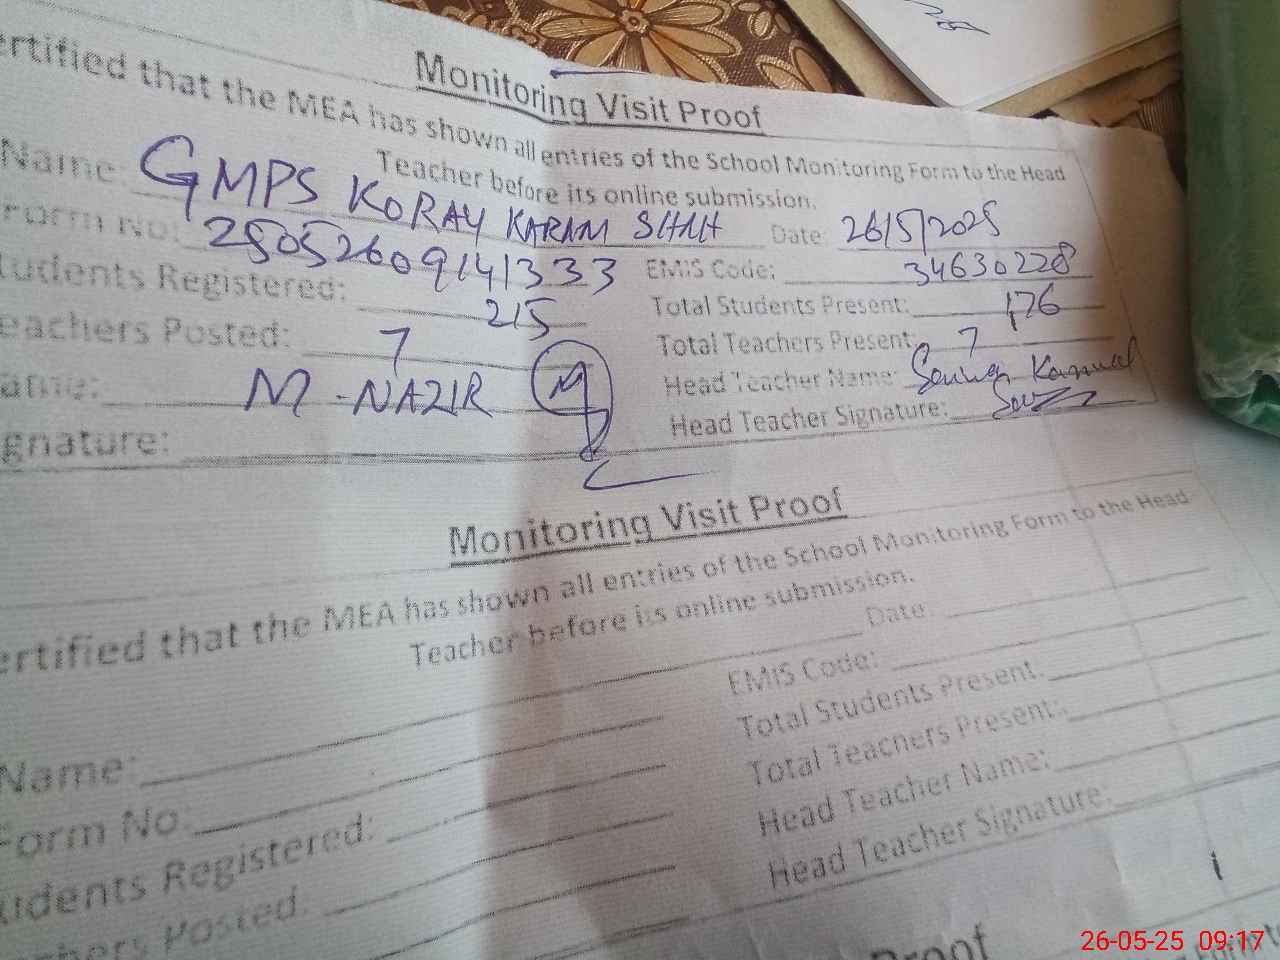 Monitoring Visit Proof
ertified that the MEA has shown all entries of the School Monitoring Form to the Head
Teacher before its online submission.
Name: GMPS KORAY KARAM SHAH Date: 26/5/2025
Form No: 25052609141333 EMIS Code: 34630228
tudents Registered: 215 Total Students Present: 176
eachers Posted: 7 Total Teachers Present: 7
ame: M-NAZIR Head Teacher Name: Kanwal
gnature: Head Teacher Signature:
Monitoring Visit Proof
ertified that the MEA has shown all entries of the School Monitoring Form to the Head
Teacher before its online submission.
Name: Date:
Form No: EMIS Code:
udents Registered: Total Students Present:
chers Posted. Total Teachers Present:
Head Teacher Name:
Head Teacher Signature:
Proof
26-05-25 09:17